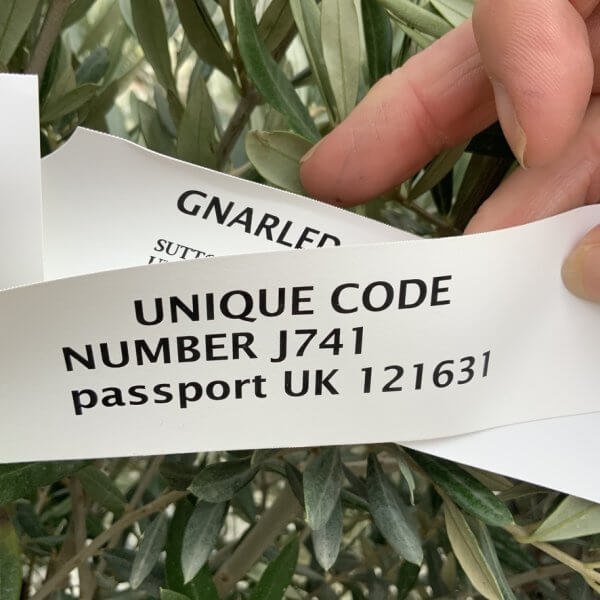 GNARLED
UNIQUE CODE
NUMBER J741
passport UK 121631